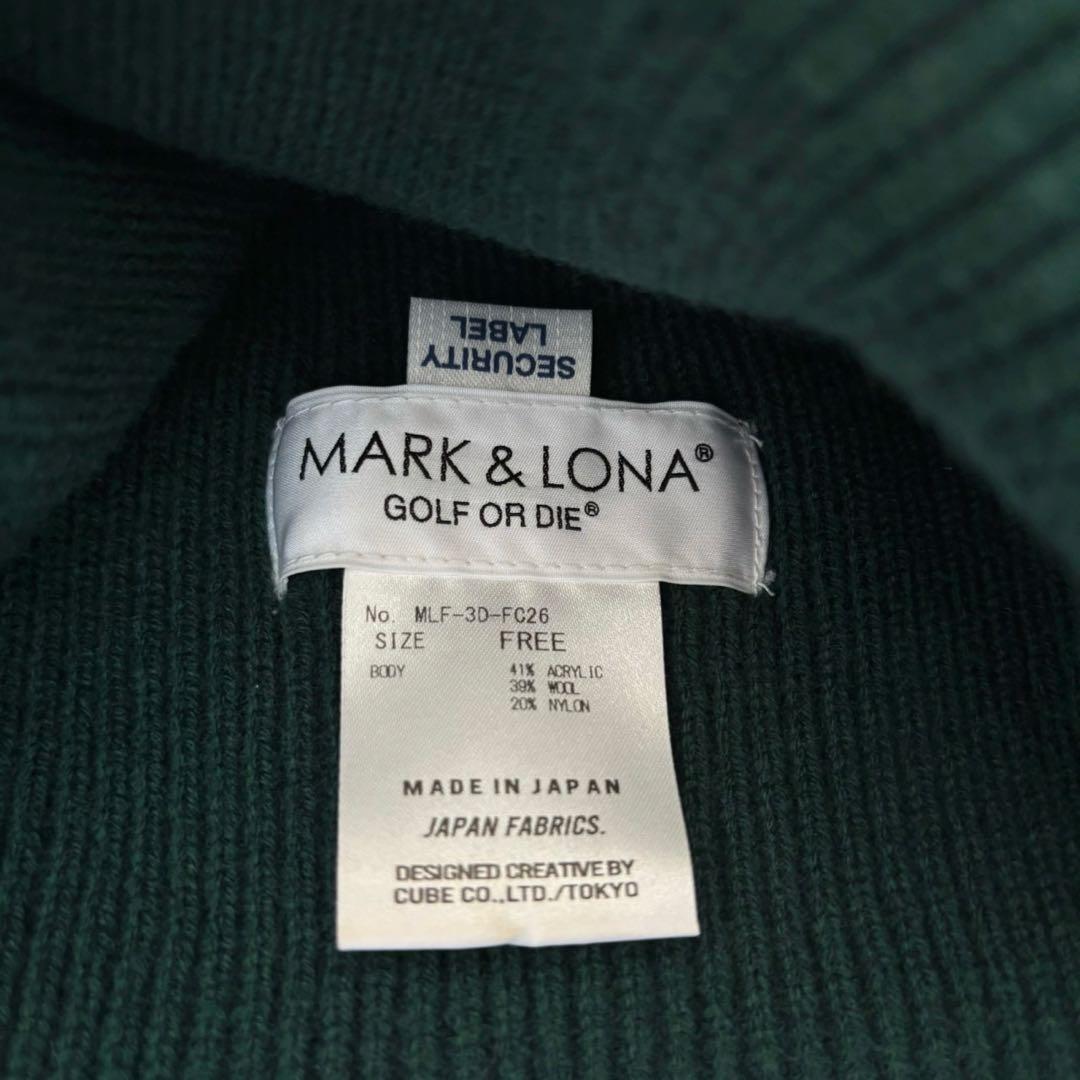 SECURITY
LABEL
MARK & LONA®
GOLF OR DIE®
No. MLF-3D-FC26
SIZE FREE
BODY 41% ACRYLIC
39% WOOL
20% NYLON
MADE IN JAPAN
JAPAN FABRICS.
DESIGNED CREATIVE BY
CUBE CO.,LTD./TOKYO